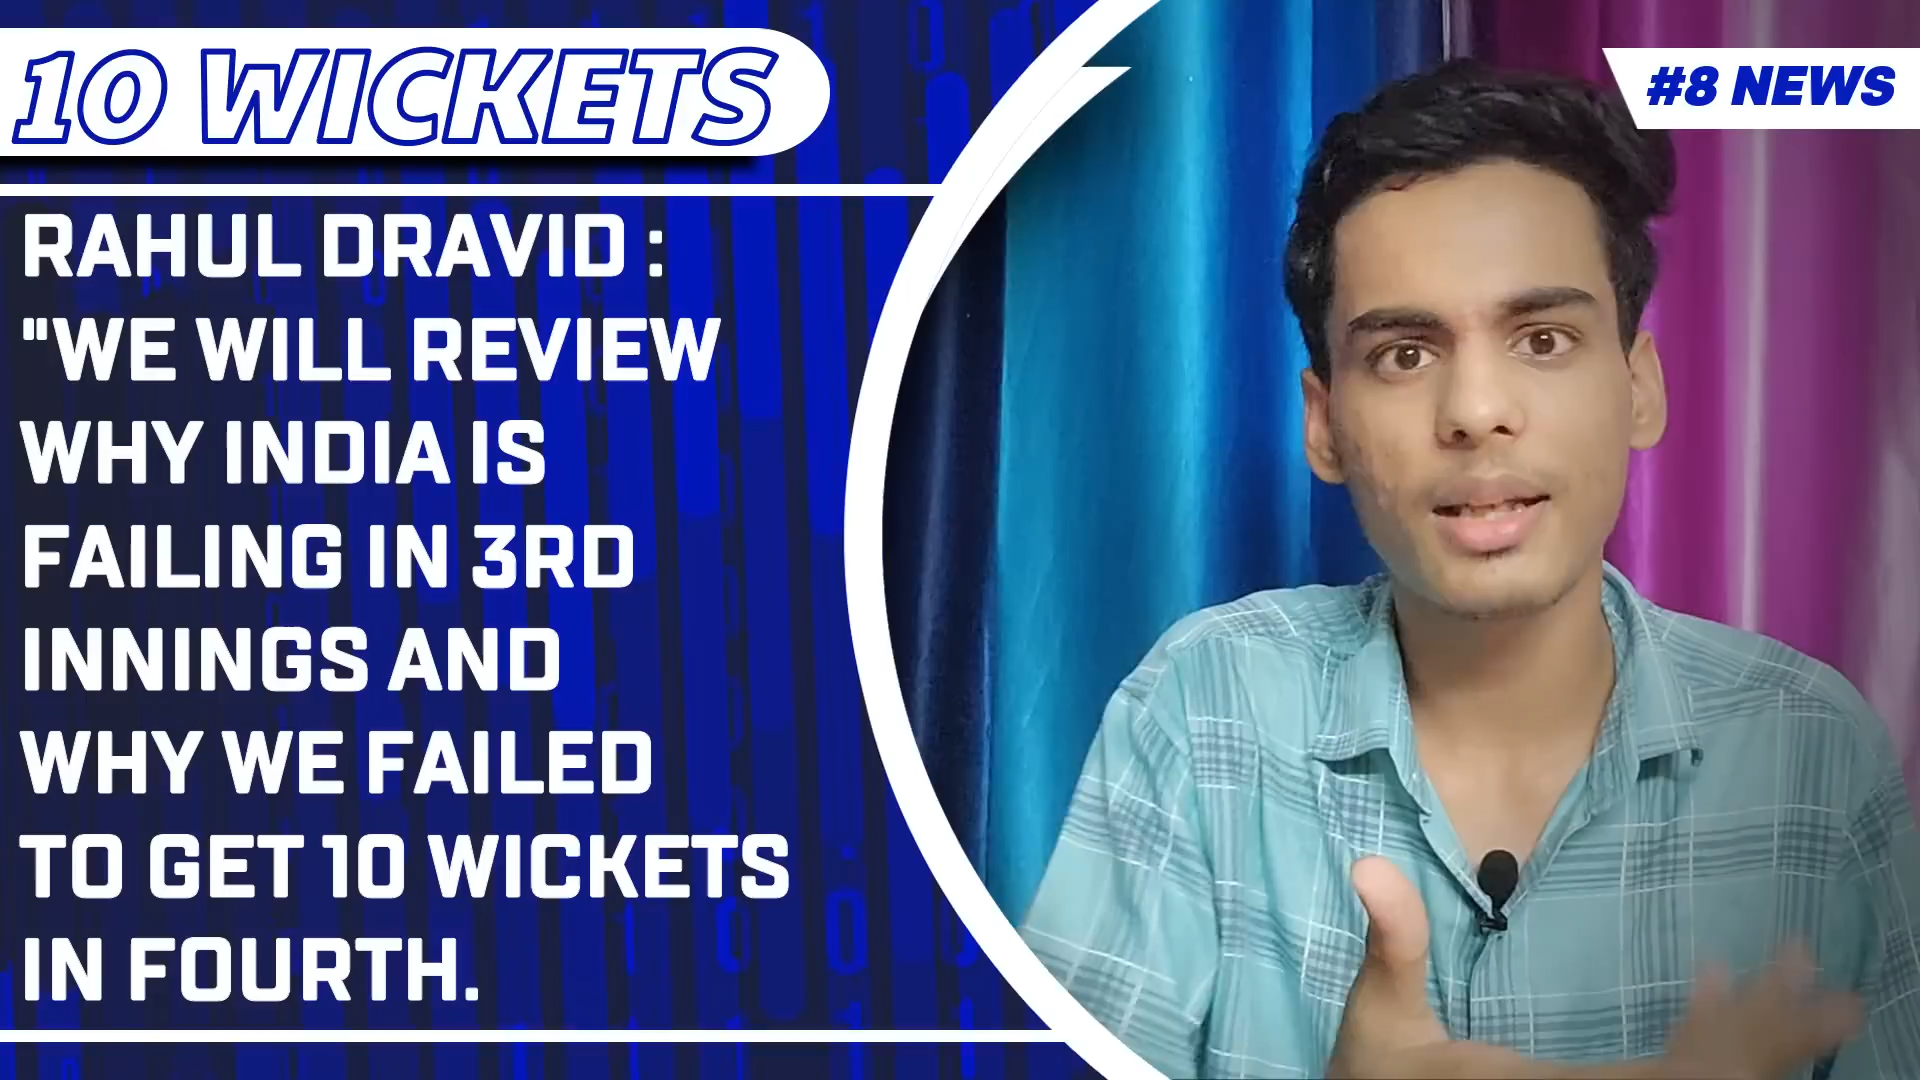 10 WICKETS
#8 NEWS
RAHUL DRAVID :
"WE WILL REVIEW
WHY INDIA IS
FAILING IN 3RD
INNINGS AND
WHY WE FAILED
TO GET 10 WICKETS
IN FOURTH.